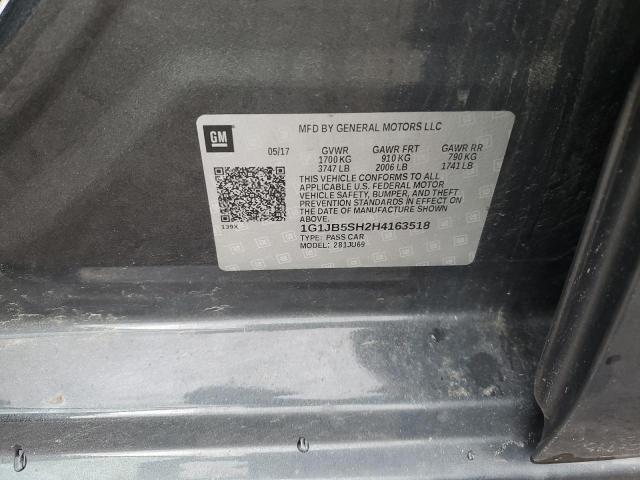 GM
MFD BY GENERAL MOTORS LLC
05/17 GVWR GAWR FRT GAWR RR
1700 KG 910 KG 790 KG
3747 LB 2006 LB 1741 LB
THIS VEHICLE CONFORMS TO ALL
APPLICABLE U.S. FEDERAL MOTOR
VEHICLE SAFETY, BUMPER, AND THEFT
PREVENTION STANDARDS IN EFFECT ON
THE DATE OF MANUFACTURE SHOWN
ABOVE.
139X
1G1JB5SH2H4163518
TYPE: PASS CAR
MODEL: 281JU69